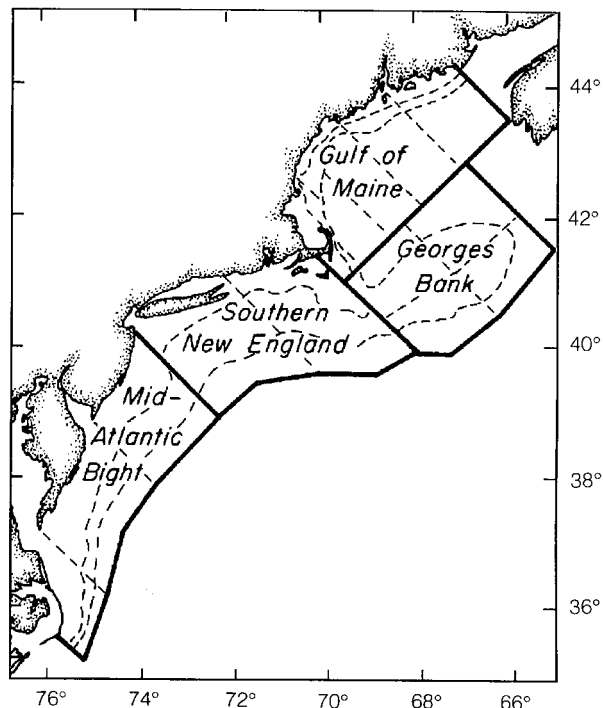 44°
Gulf of
Maine
42°
Georges
Bank
Southern
New England
40°
Mid-
Atlantic
Bight
38°
36°
76° 74° 72° 70° 68° 66°